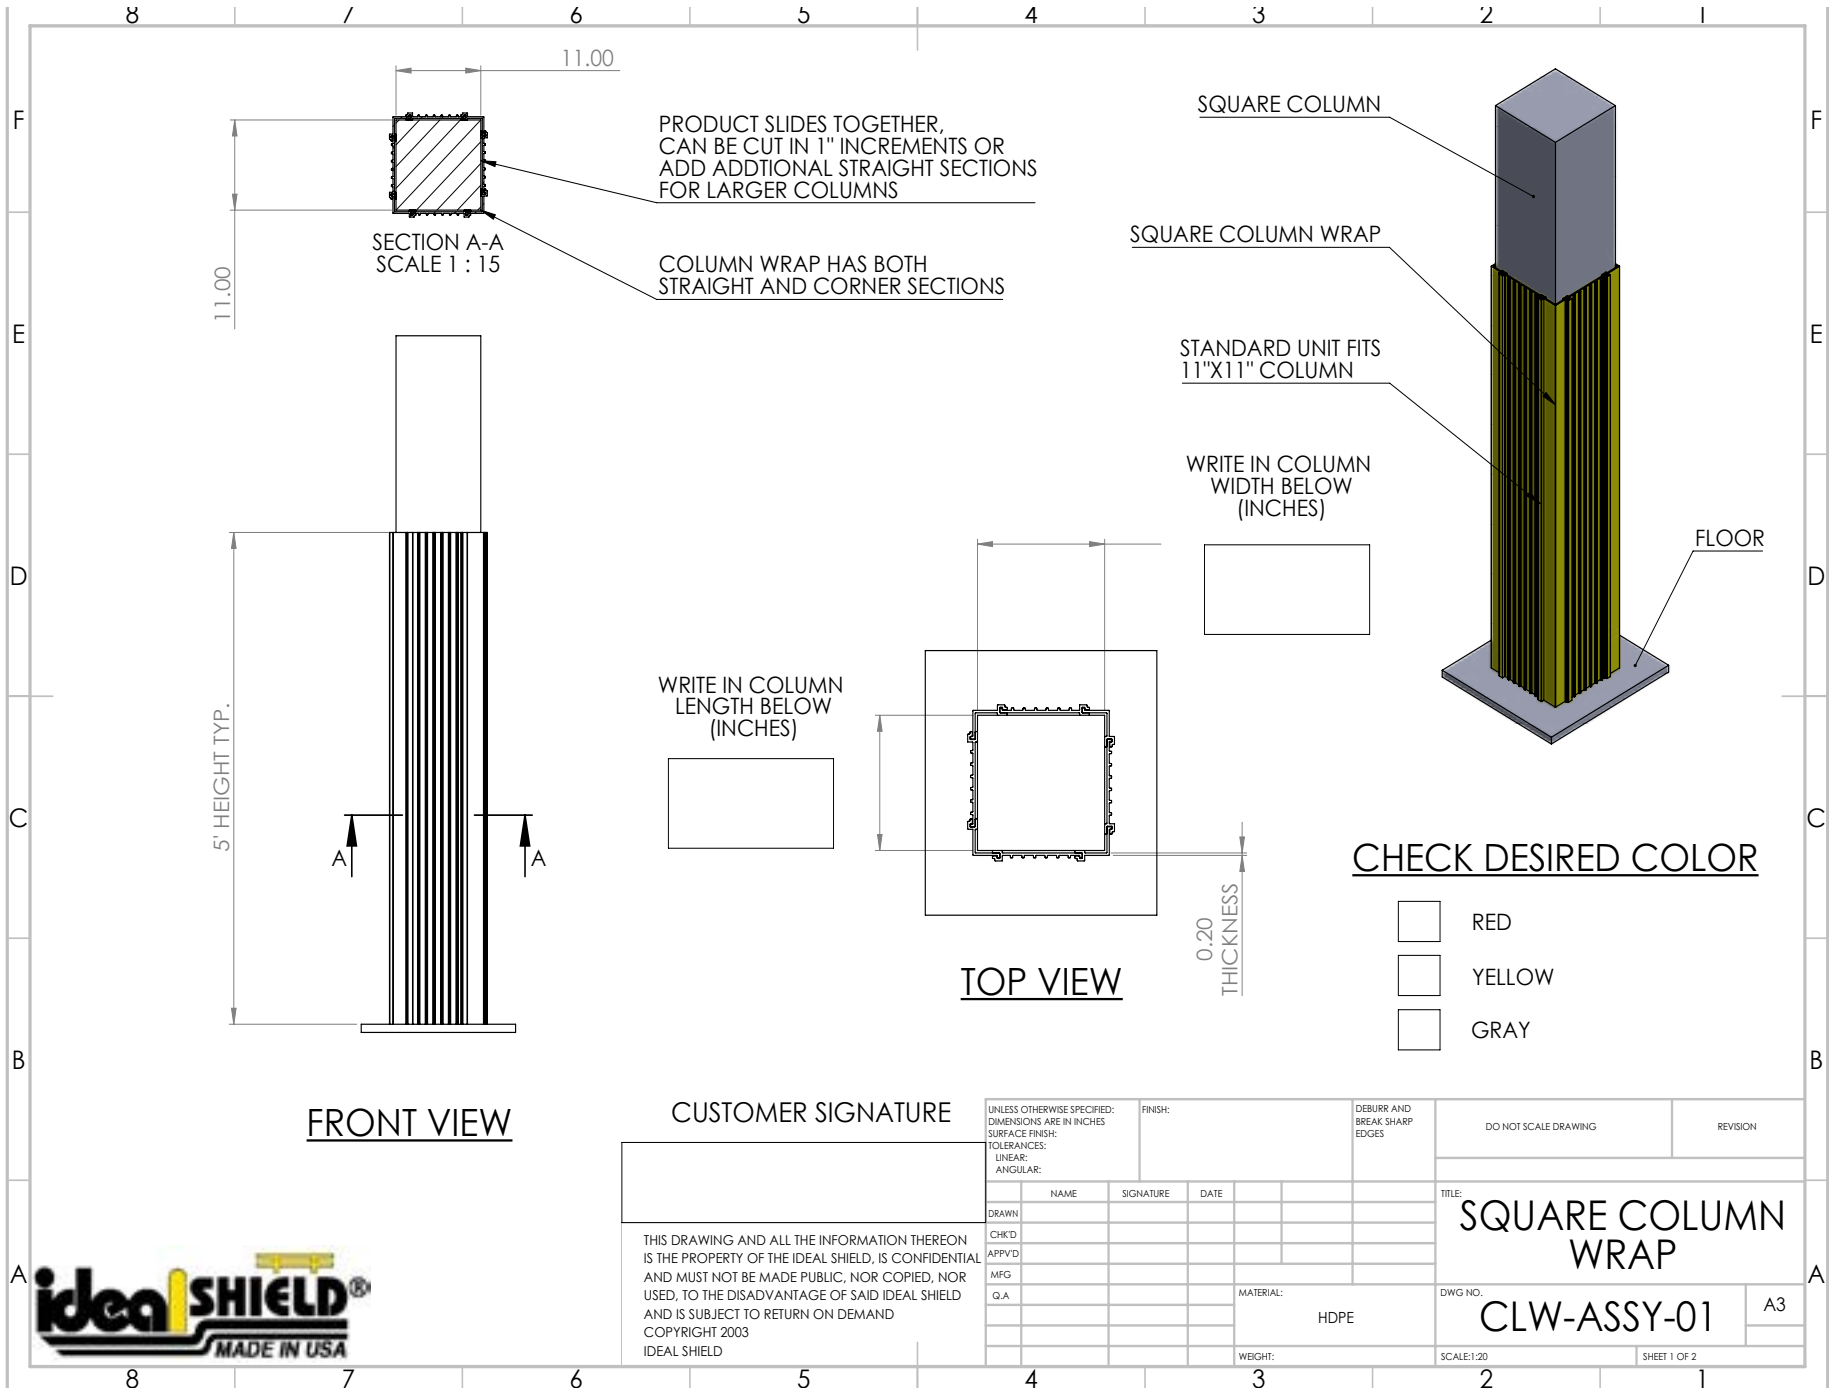 8 7 6 5 4 3 2 1
F
E
D
C
B
A
F
E
D
C
B
A
11.00
11.00
SECTION A-A
SCALE 1 : 15
PRODUCT SLIDES TOGETHER,
CAN BE CUT IN 1" INCREMENTS OR
ADD ADDTIONAL STRAIGHT SECTIONS
FOR LARGER COLUMNS
COLUMN WRAP HAS BOTH
STRAIGHT AND CORNER SECTIONS
SQUARE COLUMN
SQUARE COLUMN WRAP
STANDARD UNIT FITS
11"X11" COLUMN
FLOOR
WRITE IN COLUMN
WIDTH BELOW
(INCHES)
WRITE IN COLUMN
LENGTH BELOW
(INCHES)
5' HEIGHT TYP.
A
A
0.20
THICKNESS
TOP VIEW
FRONT VIEW
CHECK DESIRED COLOR
RED
YELLOW
GRAY
CUSTOMER SIGNATURE
THIS DRAWING AND ALL THE INFORMATION THEREON
IS THE PROPERTY OF THE IDEAL SHIELD, IS CONFIDENTIAL
AND MUST NOT BE MADE PUBLIC, NOR COPIED, NOR
USED, TO THE DISADVANTAGE OF SAID IDEAL SHIELD
AND IS SUBJECT TO RETURN ON DEMAND
COPYRIGHT 2003
IDEAL SHIELD
ideal SHIELD®
MADE IN USA
UNLESS OTHERWISE SPECIFIED:
DIMENSIONS ARE IN INCHES
SURFACE FINISH:
TOLERANCES:
LINEAR:
ANGULAR:
FINISH:
DEBURR AND
BREAK SHARP
EDGES
DO NOT SCALE DRAWING
REVISION
NAME SIGNATURE DATE
DRAWN
CHK'D
APPV'D
MFG
Q.A
MATERIAL:
HDPE
WEIGHT:
TITLE:
SQUARE COLUMN
WRAP
DWG NO.
CLW-ASSY-01
A3
SCALE:1:20
SHEET 1 OF 2
8 7 6 5 4 3 2 1